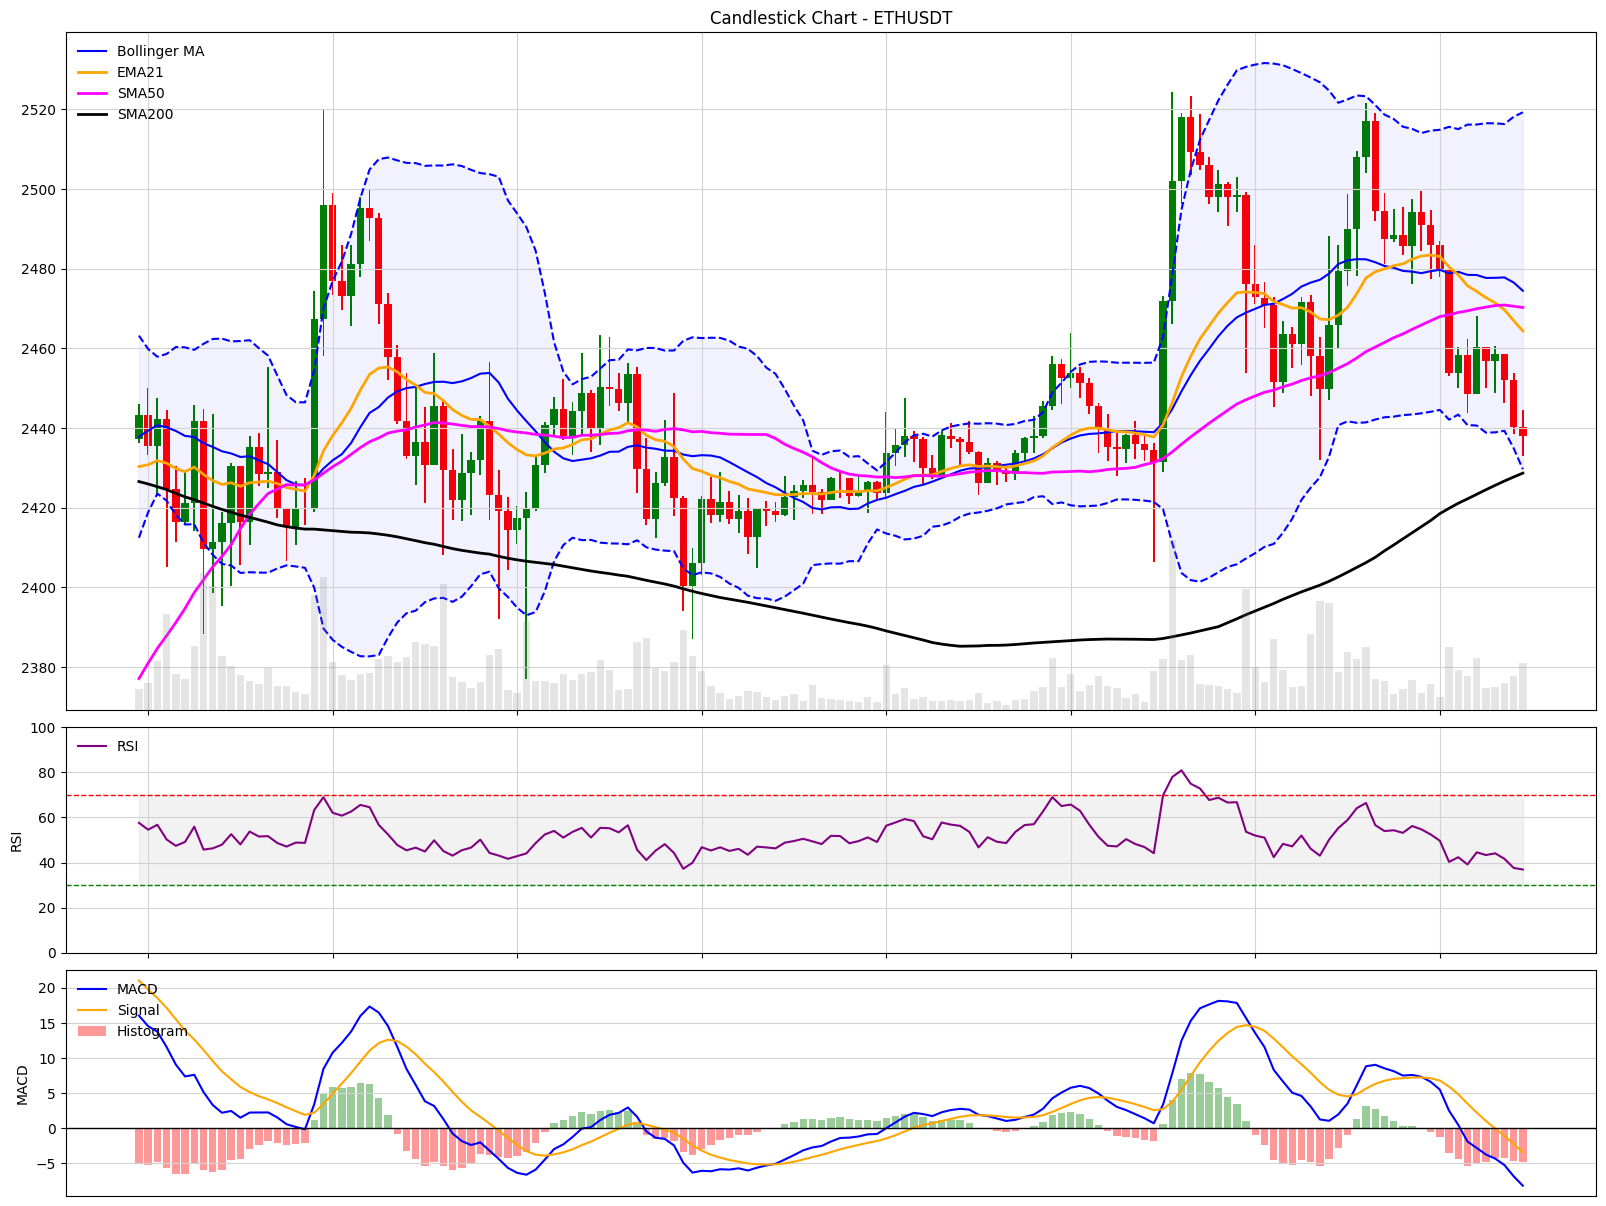 Candlestick Chart - ETHUSDT
Bollinger MA
EMA21
SMA50
SMA200
2520
2500
2480
2460
2440
2420
2400
2380
RSI
100
80
60
40
20
0
RSI
MACD
Signal
Histogram
20
15
10
5
0
−5
MACD